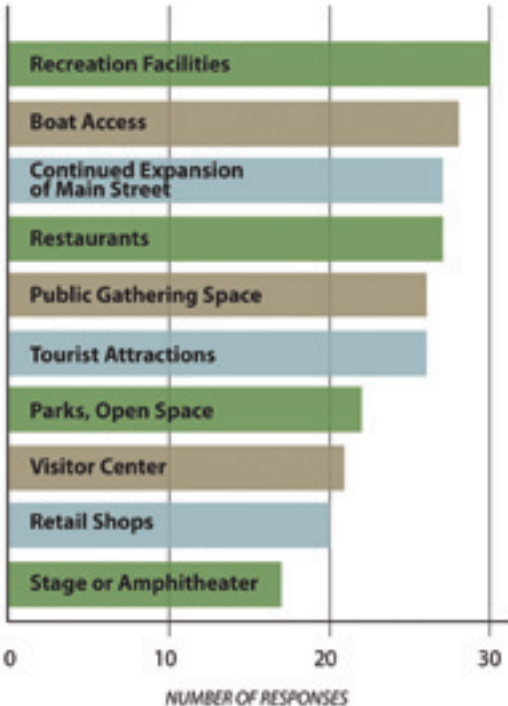 Recreation Facilities
Boat Access
Continued Expansion
of Main Street
Restaurants
Public Gathering Space
Tourist Attractions
Parks, Open Space
Visitor Center
Retail Shops
Stage or Amphitheater
0 10 20 30
NUMBER OF RESPONSES